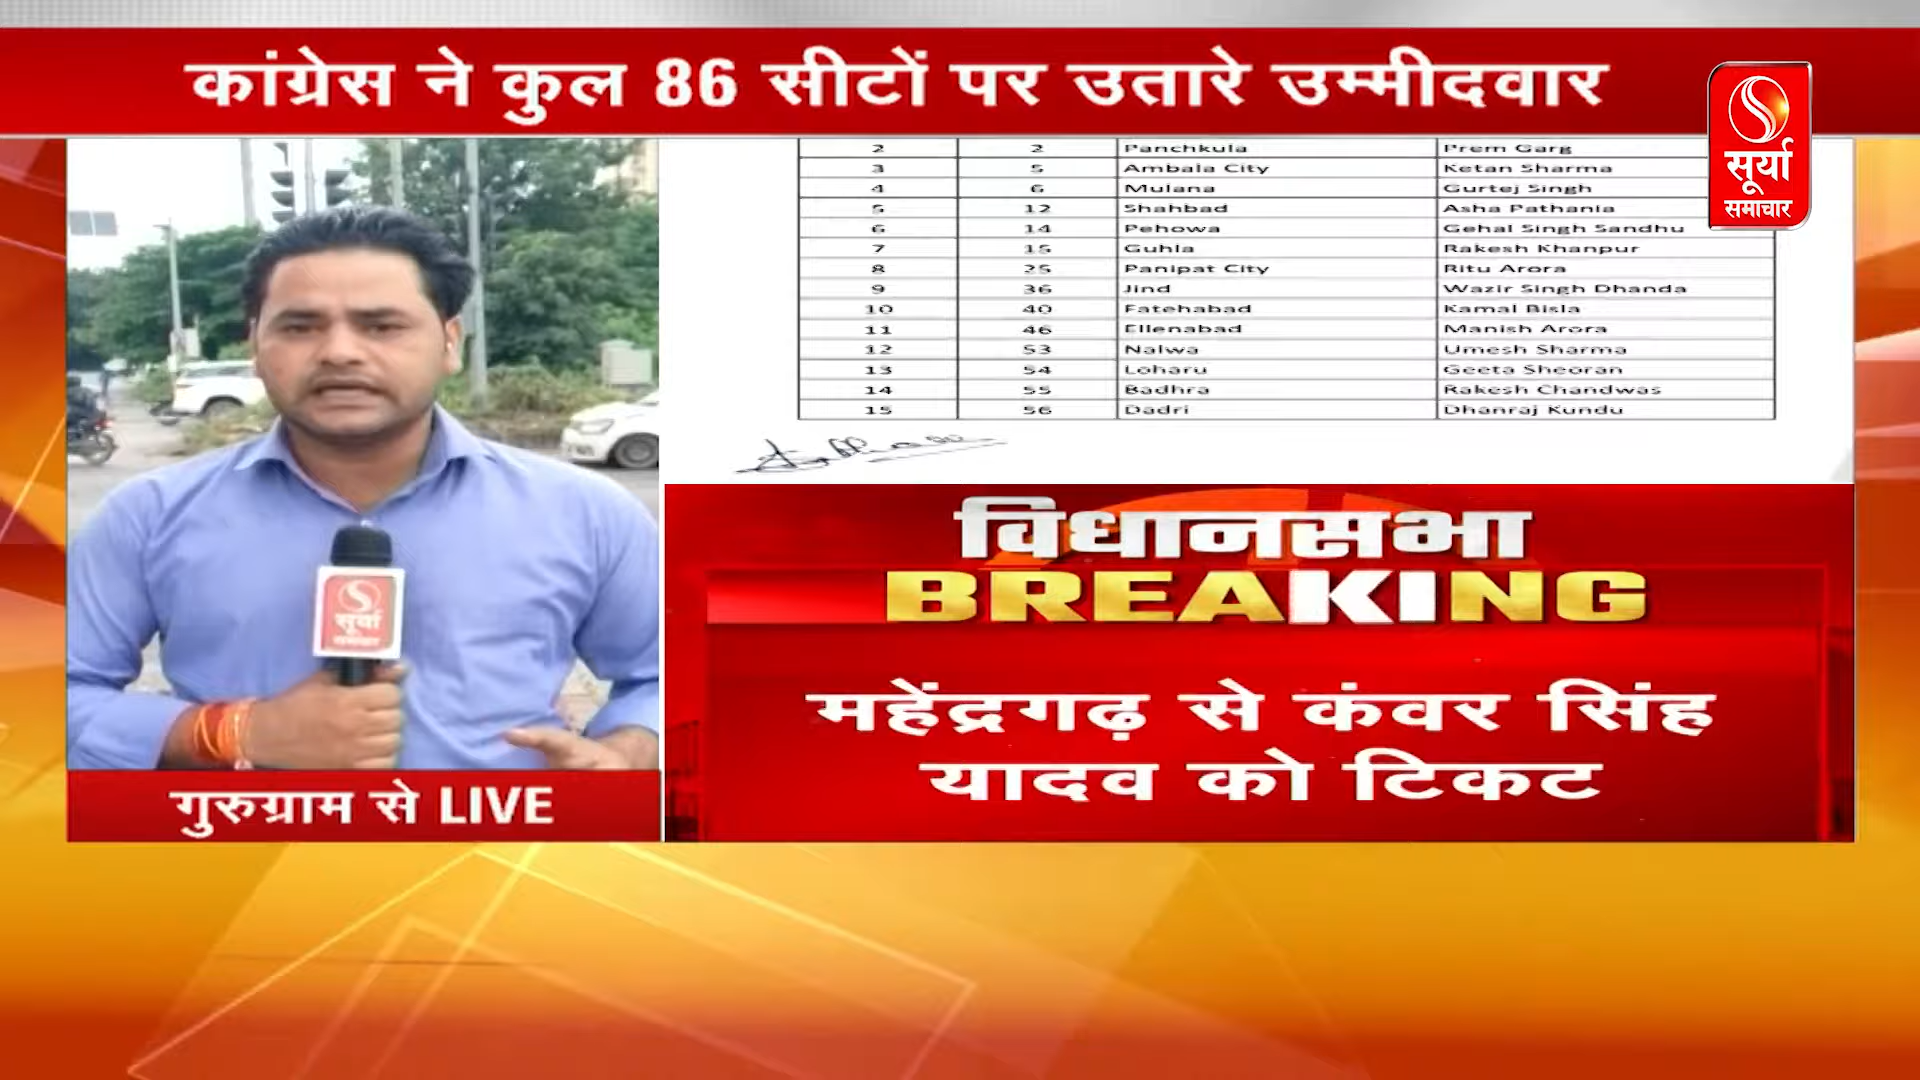 कांग्रेस ने कुल 86 सीटों पर उतारे उम्मीदवार
सूर्या
समाचार
2 2 Panchkula Prem Garg
3 5 Ambala City Ketan Sharma
4 6 Mulana Gurtej Singh
5 12 Shahbad Asha Pathania
6 14 Pehowa Gehal Singh Sandhu
7 15 Guhla Rakesh Khanpur
8 25 Panipat City Ritu Arora
9 36 Jind Wazir Singh Dhanda
10 40 Fatehabad Kamal Bisla
11 46 Ellenabad Manish Arora
12 53 Nalwa Umesh Sharma
13 54 Loharu Geeta Sheoran
14 55 Badhra Rakesh Chandwas
15 56 Dadri Dhanraj Kundu
विधानसभा
BREAKING
महेंद्रगढ़ से कंवर सिंह
यादव को टिकट
सूर्या
समाचार
गुरुग्राम से LIVE